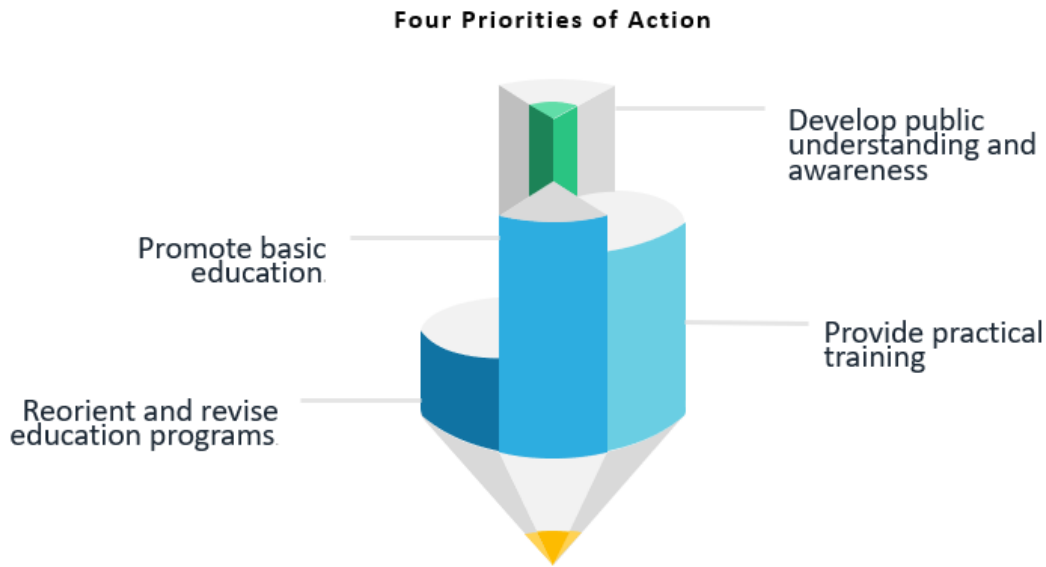 Four Priorities of Action
Develop public
understanding and
awareness
Promote basic
education.
Provide practical
training
Reorient and revise
education programs.